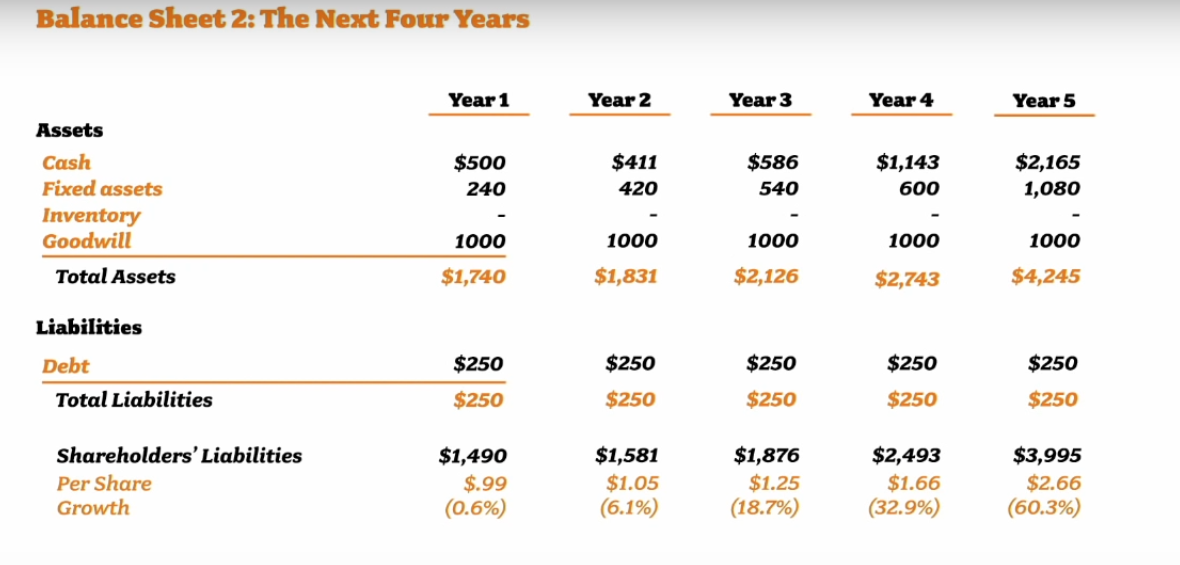 Balance Sheet 2: The Next Four Years
Year 1 Year 2 Year 3 Year 4 Year 5
Assets
Cash $500 $411 $586 $1,143 $2,165
Fixed assets 240 420 540 600 1,080
Inventory - - - - -
Goodwill 1000 1000 1000 1000 1000
Total Assets $1,740 $1,831 $2,126 $2,743 $4,245
Liabilities
Debt $250 $250 $250 $250 $250
Total Liabilities $250 $250 $250 $250 $250
Shareholders' Liabilities $1,490 $1,581 $1,876 $2,493 $3,995
Per Share $.99 $1.05 $1.25 $1.66 $2.66
Growth (0.6%) (6.1%) (18.7%) (32.9%) (60.3%)